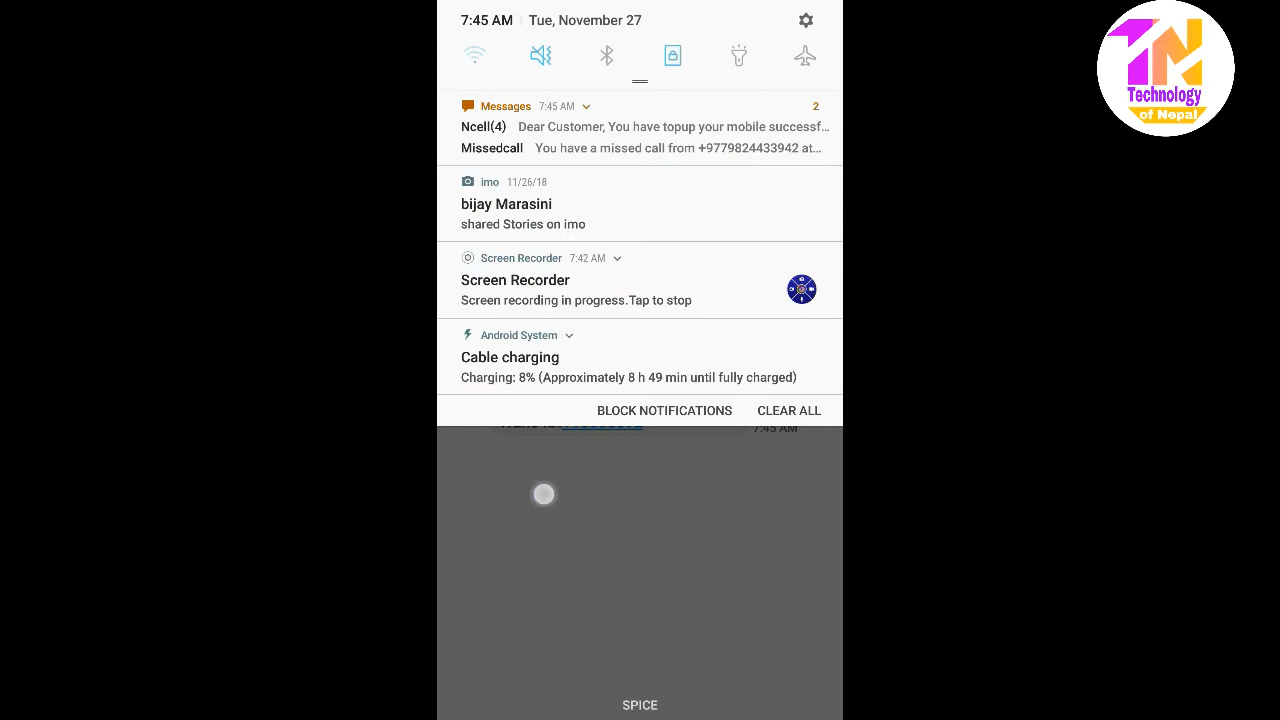 7:45 AM | Tue, November 27
Messages 7:45 AM 2
Ncell(4) Dear Customer, You have topup your mobile successf…
Missedcall You have a missed call from +9779824433942 at…
imo 11/26/18
bijay Marasini
shared Stories on imo
Screen Recorder 7:42 AM
Screen Recorder
Screen recording in progress.Tap to stop
Android System
Cable charging
Charging: 8% (Approximately 8 h 49 min until fully charged)
BLOCK NOTIFICATIONS CLEAR ALL
7:45 AM
SPICE
TN
Technology
of Nepal